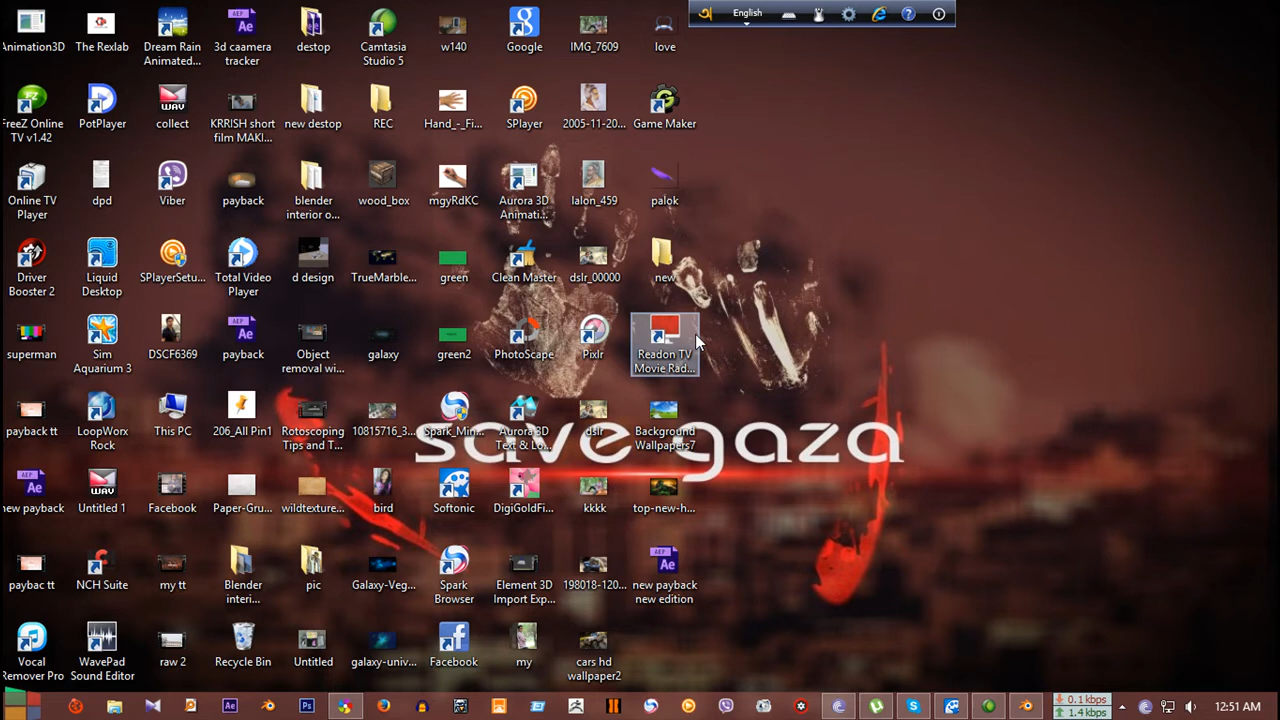 English
Animation3D
The Rexlab
Dream Rain
Animated...
3d caamera
tracker
destop
Camtasia
Studio 5
w140
Google
IMG_7609
love
FreeZ Online
TV v1.42
PotPlayer
collect
KRRISH short
film MAKI...
new destop
REC
Hand_-_Fi...
SPlayer
2005-11-20...
Game Maker
Online TV
Player
dpd
Viber
payback
blender
interior o...
wood_box
mgyRdKC
Aurora 3D
Animati...
lalon_459
palok
Driver
Booster 2
Liquid
Desktop
SPlayerSetu...
Total Video
Player
d design
TrueMarble...
green
Clean Master
dslr_00000
new
superman
Sim
Aquarium 3
DSCF6369
payback
Object
removal wi...
galaxy
green2
PhotoScape
Pixlr
Readon TV
Movie Rad...
payback tt
LoopWorx
Rock
This PC
206_All Pin1
Rotoscoping
Tips and T...
10815716_3...
Spark_Min...
Aurora 3D
Text & Lo...
dslr
Background
Wallpapers7
save gaza
new payback
Untitled 1
Facebook
Paper-Gru...
wildtexture...
bird
Softonic
DigiGoldFi...
kkkk
top-new-h...
paybac tt
NCH Suite
my tt
Blender
interi...
pic
Galaxy-Veg...
Spark
Browser
Element 3D
Import Exp...
198018-120...
new payback
new edition
Vocal
Remover Pro
WavePad
Sound Editor
raw 2
Recycle Bin
Untitled
galaxy-univ...
Facebook
my
cars hd
wallpaper2
0.1 kbps
1.4 kbps
12:51 AM